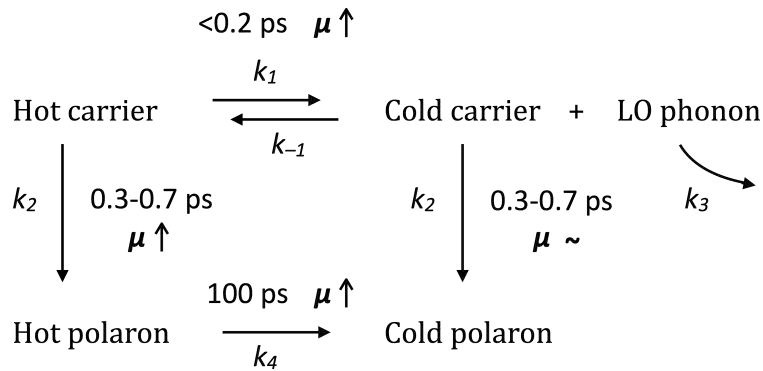 <0.2 ps μ↑
k₁
Hot carrier Cold carrier + LO phonon
k₋₁
k₂ 0.3-0.7 ps k₂ 0.3-0.7 ps k₃
μ↑ μ ~
100 ps μ↑
Hot polaron Cold polaron
k₄